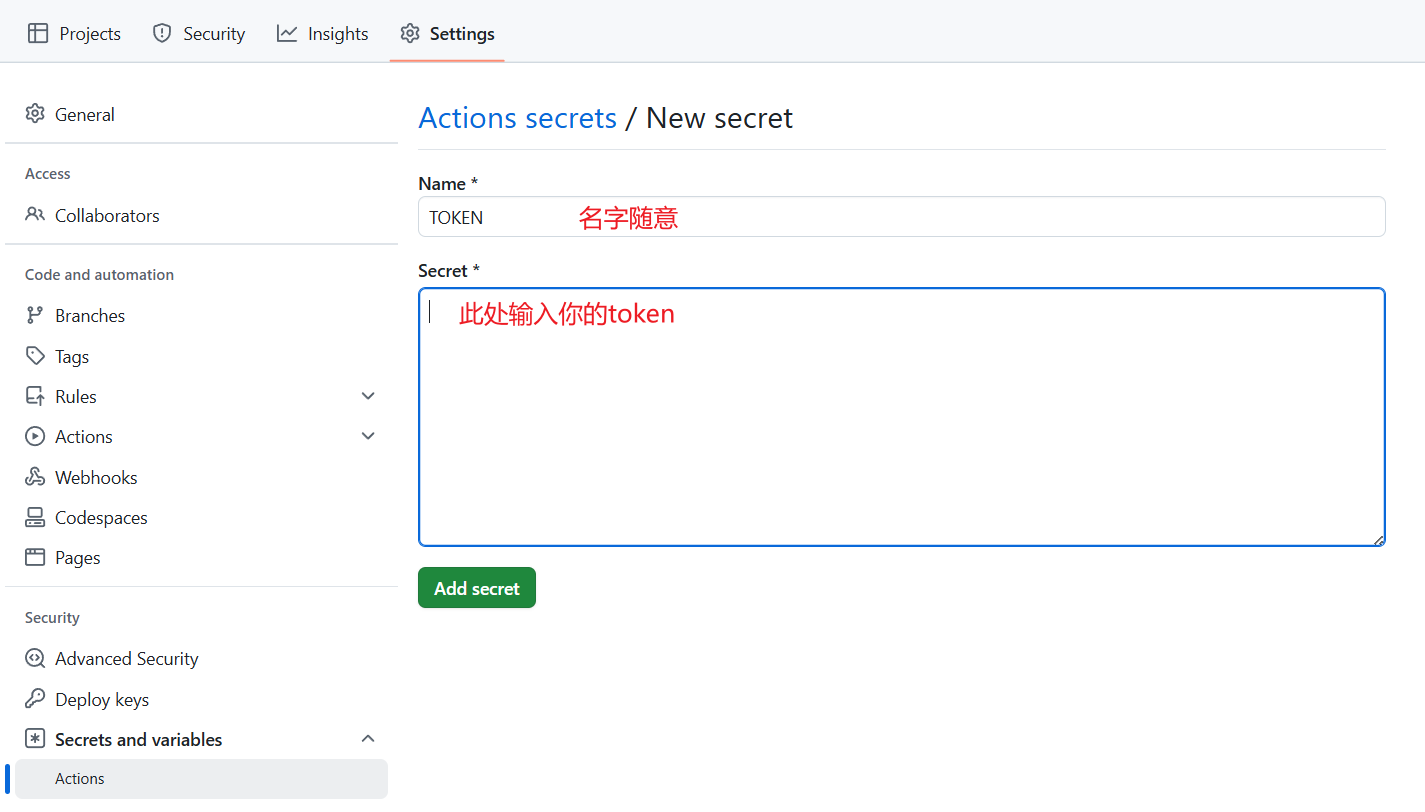 Projects
Security
Insights
Settings
General
Access
Collaborators
Code and automation
Branches
Tags
Rules
Actions
Webhooks
Codespaces
Pages
Security
Advanced Security
Deploy keys
Secrets and variables
Actions
Actions secrets / New secret
Name *
TOKEN 名字随意
Secret *
此处输入你的token
Add secret